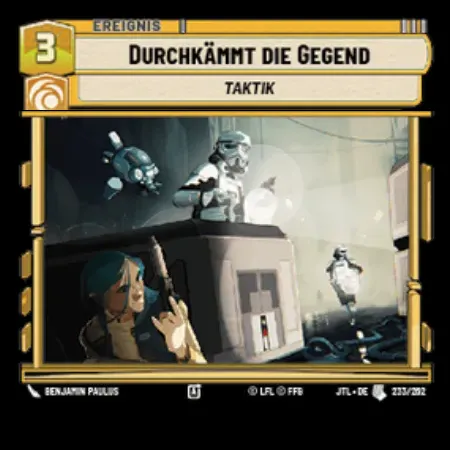 EREIGNIS
3
DURCHKÄMMT DIE GEGEND
TAKTIK
BENJAMIN PAULUS
A
© LFL © FFG
JTL • DE
233/262